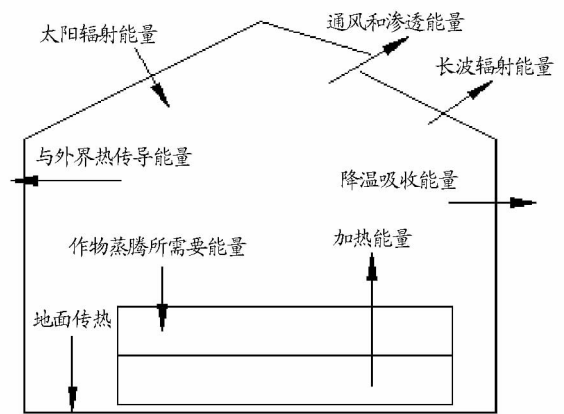 太阳辐射能量
通风和渗透能量
长波辐射能量
与外界热传导能量
降温吸收能量
作物蒸腾所需要能量
加热能量
地面传热